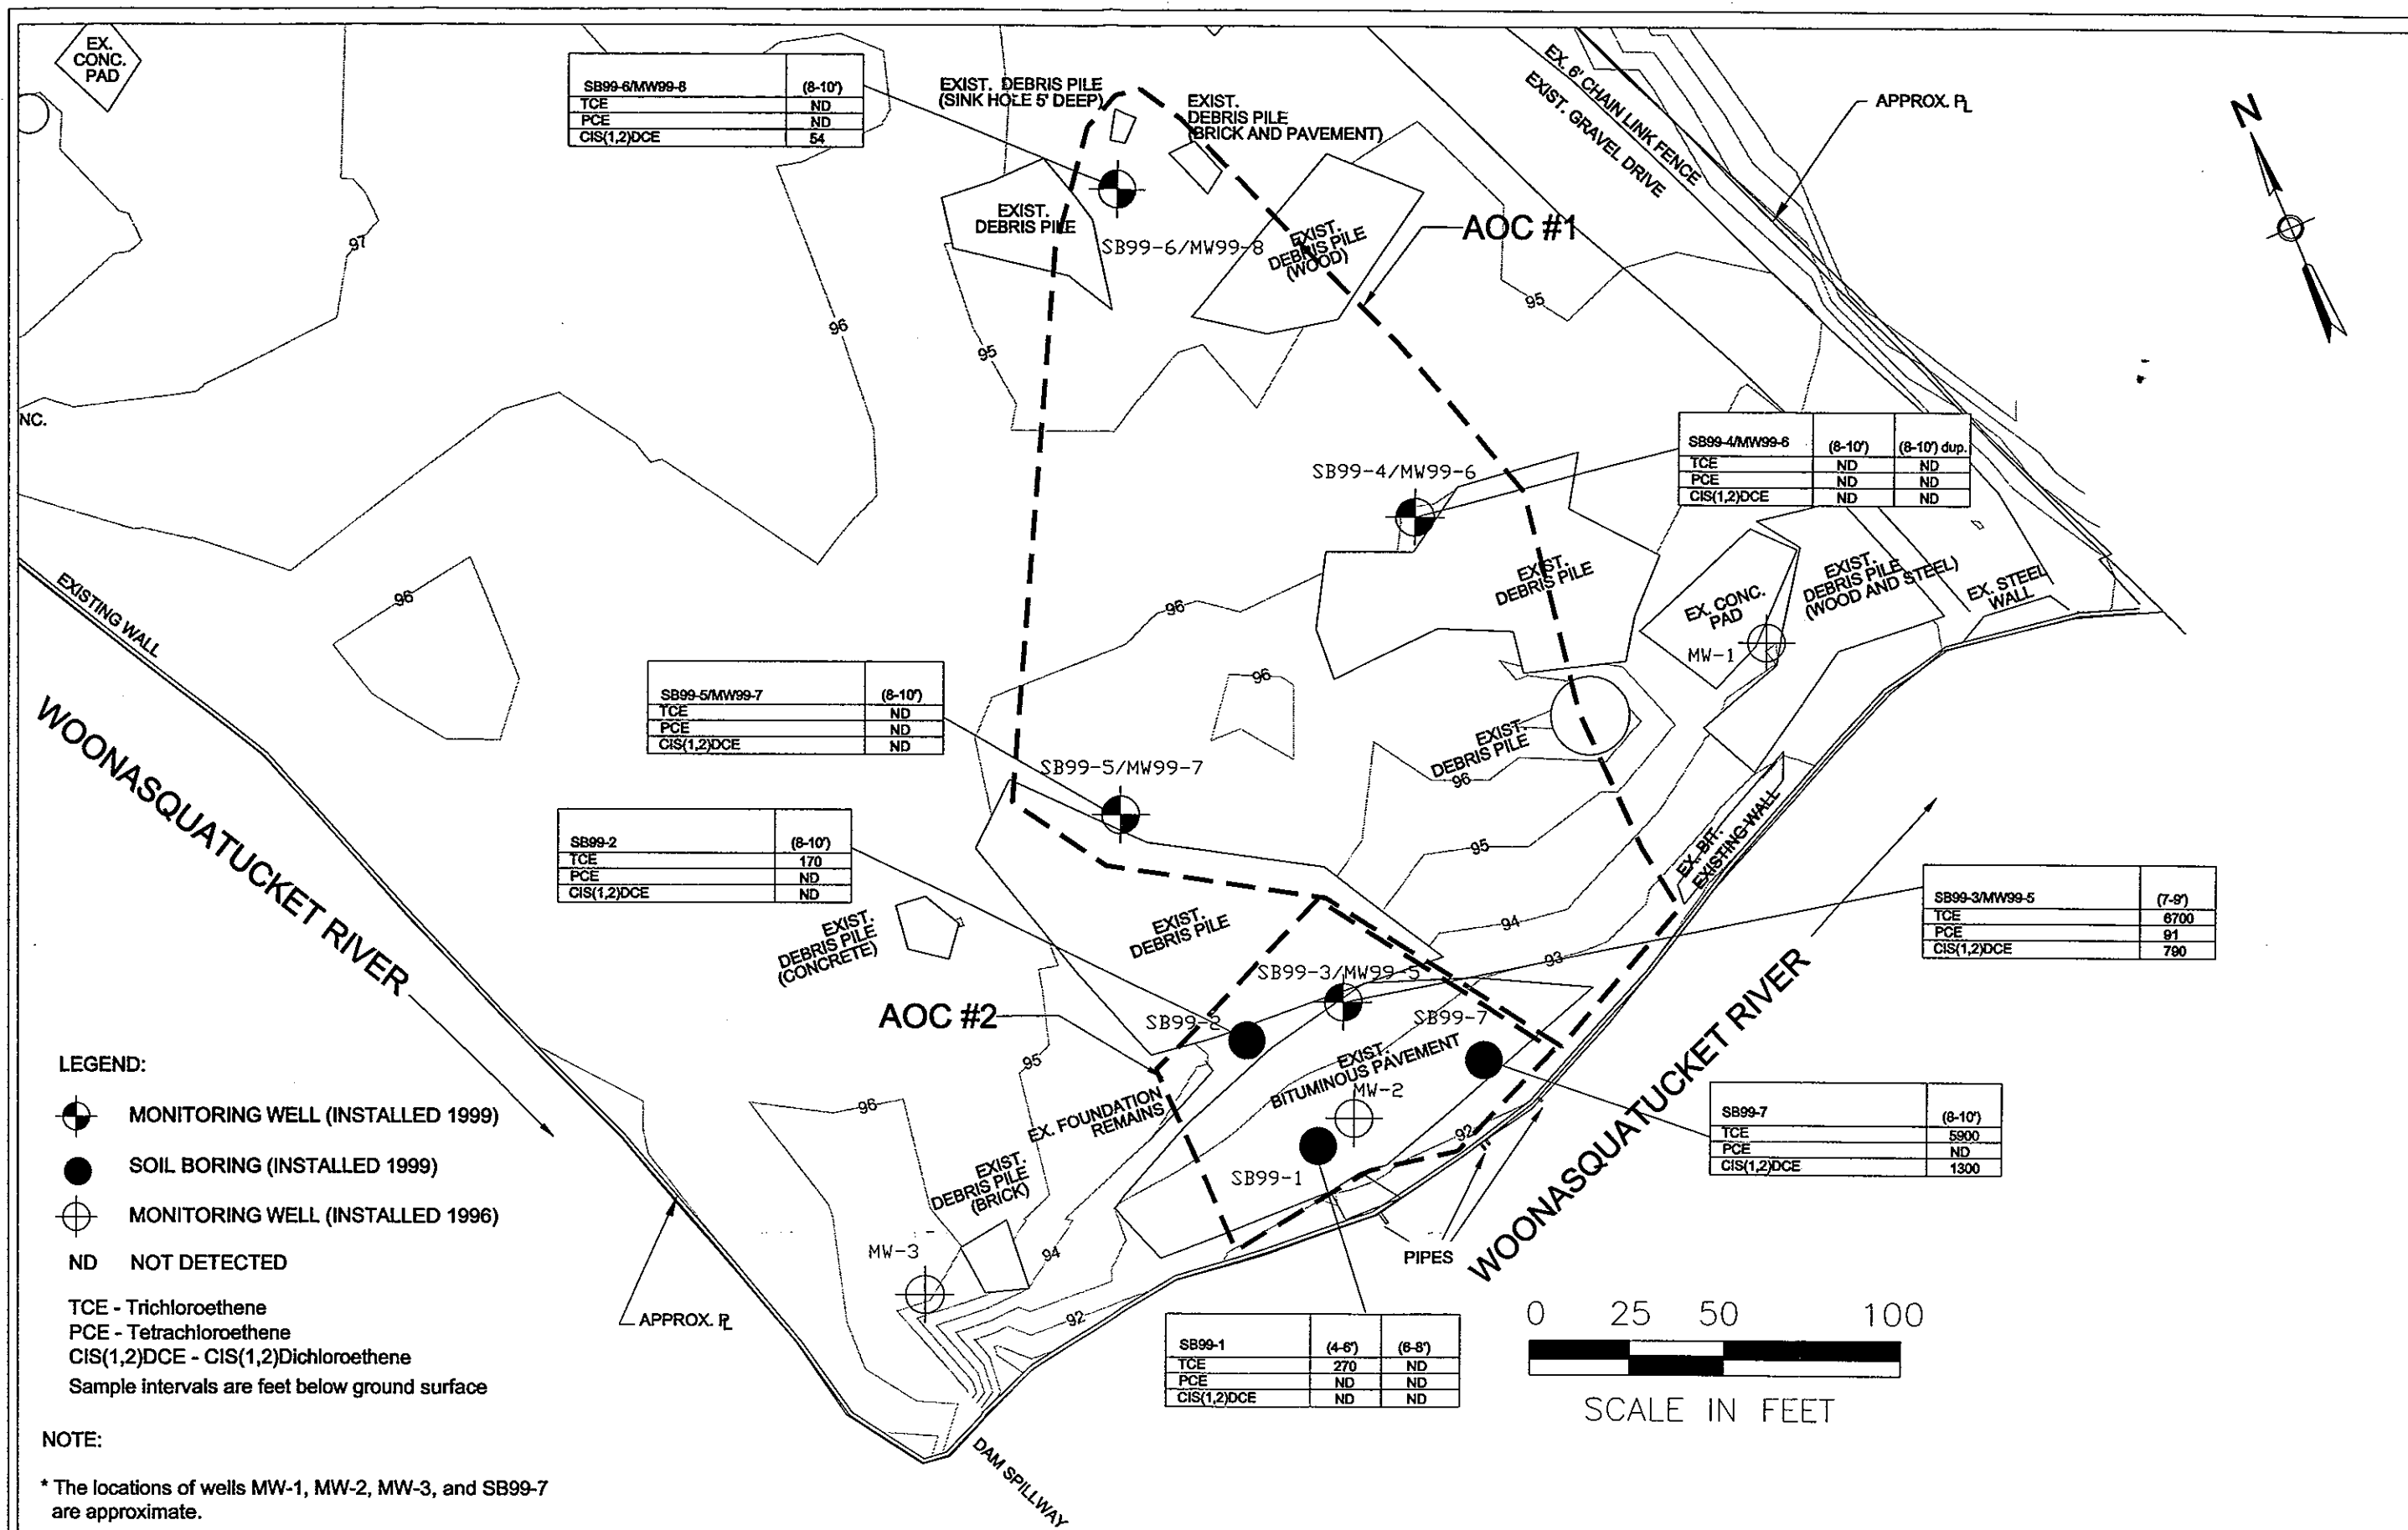 EX.
CONC.
PAD
SB99-6/MW99-8 (8-10')
TCE ND
PCE ND
CIS(1,2)DCE 54
EXIST. DEBRIS PILE
(SINK HOLE 5' DEEP)
EXIST.
DEBRIS PILE
(BRICK AND PAVEMENT)
EX. 6' CHAIN LINK FENCE
EXIST. GRAVEL DRIVE
APPROX. PL
N
EXIST.
DEBRIS PILE
SB99-6/MW99-8
EXIST.
DEBRIS PILE
(WOOD)
AOC #1
97
96
95
95
NC.
SB99-4/MW99-6 (8-10') (8-10') dup.
TCE ND ND
PCE ND ND
CIS(1,2)DCE ND ND
SB99-4/MW99-6
EXISTING WALL
96
96
EXIST.
DEBRIS PILE
EX. CONC.
PAD
EXIST.
DEBRIS PILE
(WOOD AND STEEL)
EX. STEEL
WALL
MW-1
SB99-5/MW99-7 (8-10')
TCE ND
PCE ND
CIS(1,2)DCE ND
96
WOONASQUATUCKET RIVER
SB99-5/MW99-7
EXIST.
DEBRIS PILE
96
SB99-2 (8-10')
TCE 170
PCE ND
CIS(1,2)DCE ND
95
EX. BIT.
EXISTING WALL
SB99-3/MW99-5 (7-9')
TCE 6700
PCE 91
CIS(1,2)DCE 790
EXIST.
DEBRIS PILE
(CONCRETE)
EXIST.
DEBRIS PILE
94
93
SB99-3/MW99-5
AOC #2
SB99-2
SB99-7
EXIST.
BITUMINOUS PAVEMENT
WOONASQUATUCKET RIVER
LEGEND:
95
96
MW-2
EX. FOUNDATION
REMAINS
MONITORING WELL (INSTALLED 1999)
SOIL BORING (INSTALLED 1999)
MONITORING WELL (INSTALLED 1996)
ND NOT DETECTED
TCE - Trichloroethene
PCE - Tetrachloroethene
CIS(1,2)DCE - CIS(1,2)Dichloroethene
Sample intervals are feet below ground surface
92
SB99-7 (8-10')
TCE 5900
PCE ND
CIS(1,2)DCE 1300
EXIST.
DEBRIS PILE
(BRICK)
SB99-1
MW-3
94
PIPES
APPROX. PL
92
SB99-1 (4-6') (6-8')
TCE 270 ND
PCE ND ND
CIS(1,2)DCE ND ND
0 25 50 100
SCALE IN FEET
NOTE:
* The locations of wells MW-1, MW-2, MW-3, and SB99-7
are approximate.
DAM SPILLWAY